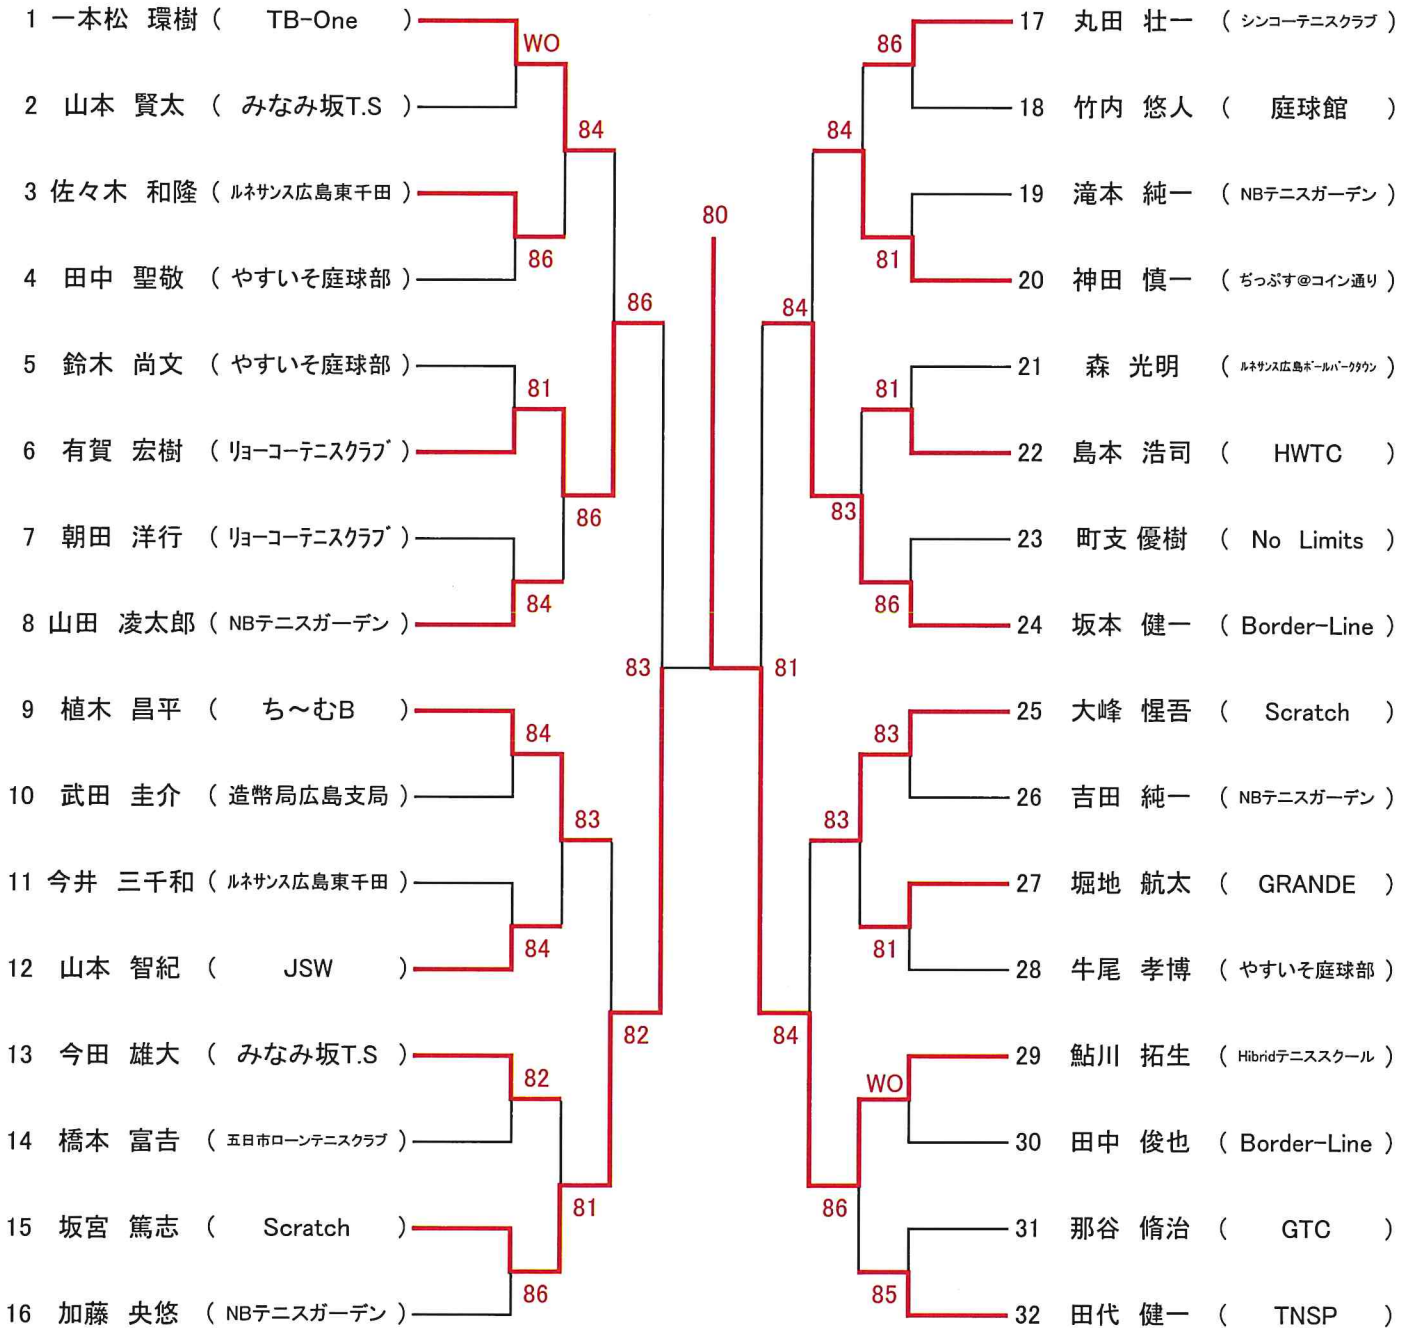 1 一本松 環樹 ( TB-One )
2 山本 賢太 ( みなみ坂T.S )
3 佐々木 和隆 ( ルネサンス広島東千田 )
4 田中 聖敬 ( やすいそ庭球部 )
5 鈴木 尚文 ( やすいそ庭球部 )
6 有賀 宏樹 ( リョーコーテニスクラブ )
7 朝田 洋行 ( リョーコーテニスクラブ )
8 山田 凌太郎 ( NBテニスガーデン )
9 植木 昌平 ( ち～むB )
10 武田 圭介 ( 造幣局広島支局 )
11 今井 三千和 ( ルネサンス広島東千田 )
12 山本 智紀 ( JSW )
13 今田 雄大 ( みなみ坂T.S )
14 橋本 富吉 ( 五日市ローンテニスクラブ )
15 坂宮 篤志 ( Scratch )
16 加藤 央悠 ( NBテニスガーデン )
WO
86
81
84
84
84
82
86
84
86
83
81
86
82
83
80
81
84
84
84
83
83
86
86
81
81
86
83
81
WO
85
17 丸田 壮一 ( シンコーテニスクラブ )
18 竹内 悠人 ( 庭球館 )
19 滝本 純一 ( NBテニスガーデン )
20 神田 慎一 ( ぢっぷす@コイン通り )
21 森 光明 ( ルネサンス広島ボールパークタウン )
22 島本 浩司 ( HWTC )
23 町支 優樹 ( No Limits )
24 坂本 健一 ( Border-Line )
25 大峰 惺吾 ( Scratch )
26 吉田 純一 ( NBテニスガーデン )
27 堀地 航太 ( GRANDE )
28 牛尾 孝博 ( やすいそ庭球部 )
29 鮎川 拓生 ( Hibridテニススクール )
30 田中 俊也 ( Border-Line )
31 那谷 脩治 ( GTC )
32 田代 健一 ( TNSP )